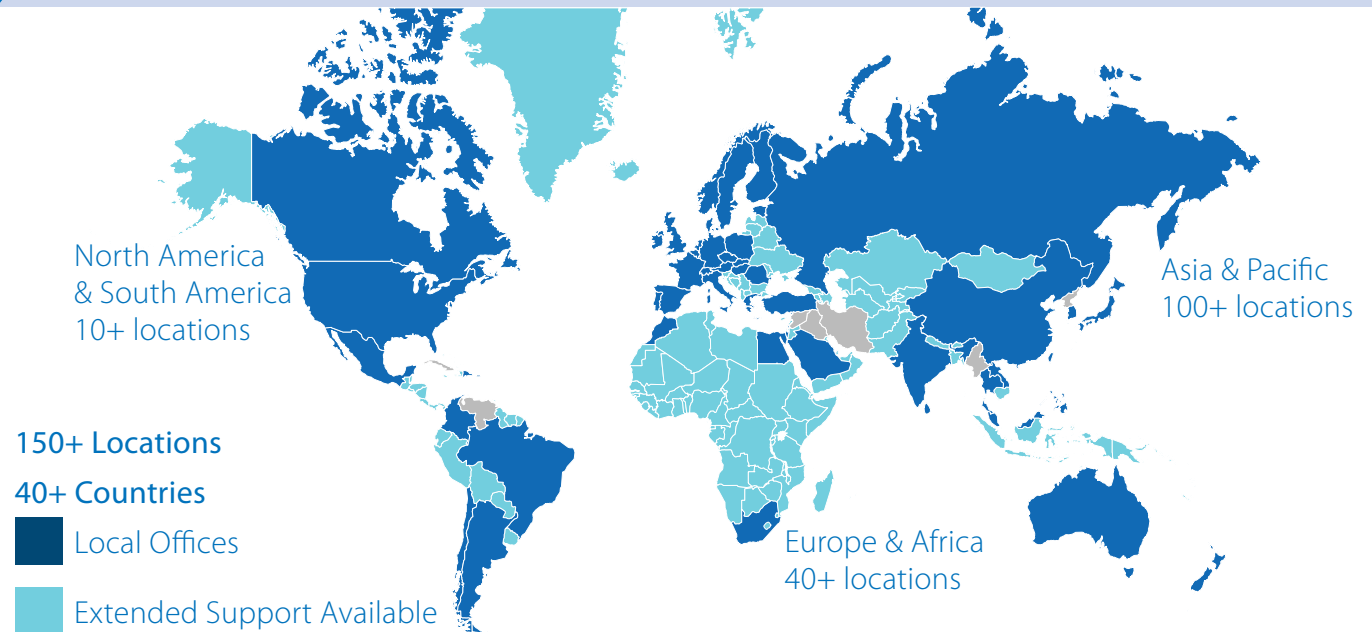 North America
& South America
10+ locations
Asia & Pacific
100+ locations
150+ Locations
40+ Countries
Local Offices
Extended Support Available
Europe & Africa
40+ locations